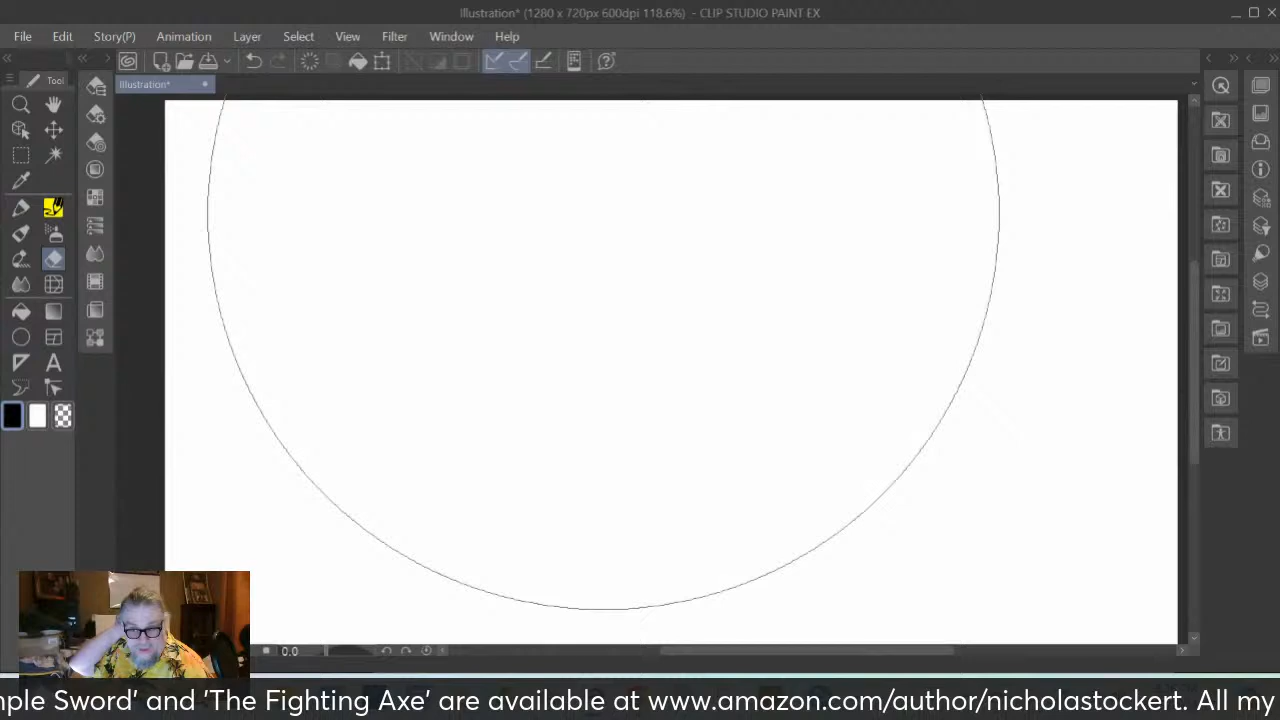 Illustration* (1280 x 720px 600dpi 118.6%) - CLIP STUDIO PAINT EX
File Edit Story(P) Animation Layer Select View Filter Window Help
Tool
Illustration*
A
0.0
mple Sword' and 'The Fighting Axe' are available at www.amazon.com/author/nicholastockert. All my